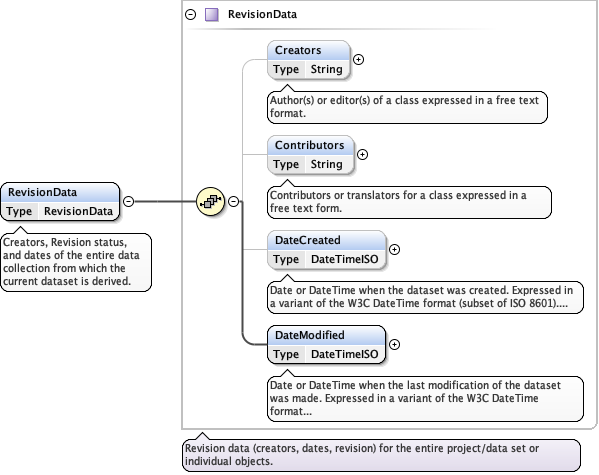 RevisionData
Creators
Type String
Author(s) or editor(s) of a class expressed in a free text
format.
Contributors
Type String
Contributors or translators for a class expressed in a
free text form.
RevisionData
Type RevisionData
Creators, Revision status,
and dates of the entire data
collection from which the
current dataset is derived.
DateCreated
Type DateTimeISO
Date or DateTime when the dataset was created. Expressed in
a variant of the W3C DateTime format (subset of ISO 8601)....
DateModified
Type DateTimeISO
Date or DateTime when the last modification of the dataset
was made. Expressed in a variant of the W3C DateTime
format...
Revision data (creators, dates, revision) for the entire project/data set or
individual objects.